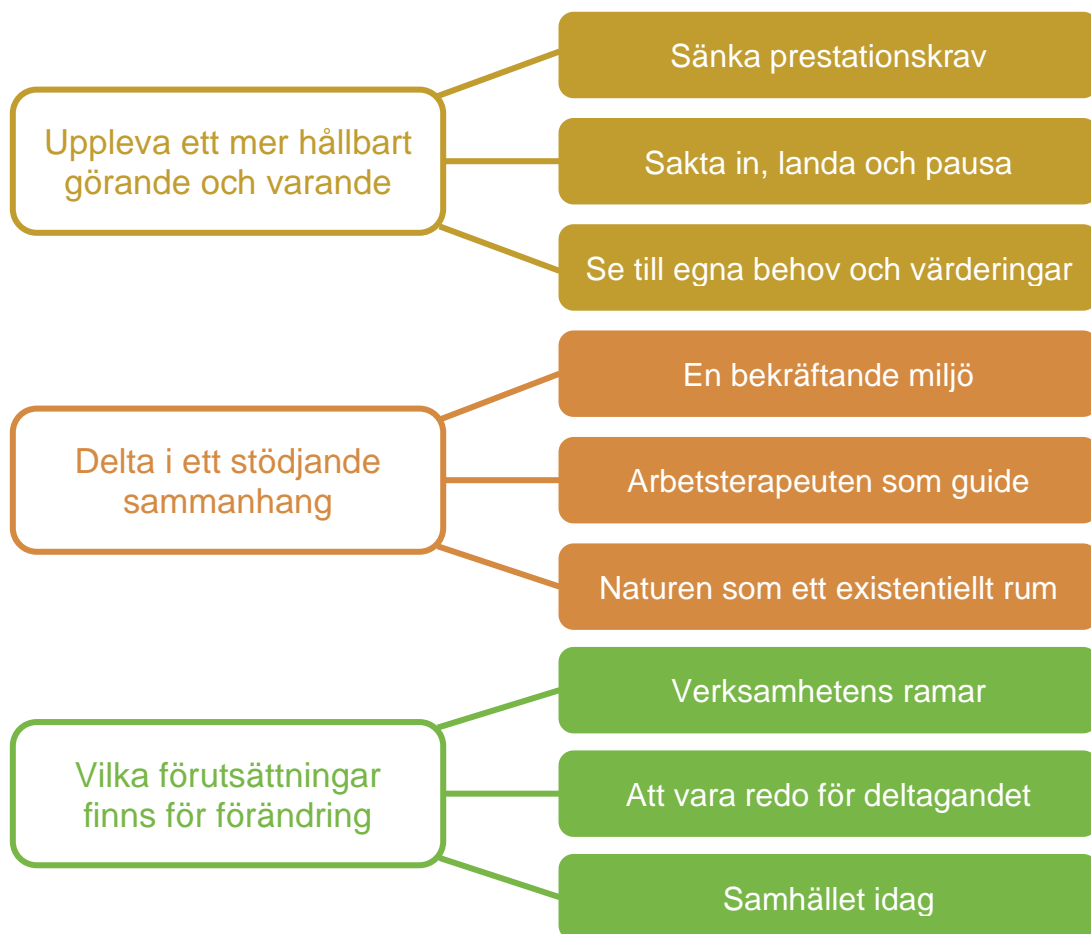 Uppleva ett mer hållbart
görande och varande
Sänka prestationskrav
Sakta in, landa och pausa
Se till egna behov och värderingar
Delta i ett stödjande
sammanhang
En bekräftande miljö
Arbetsterapeuten som guide
Naturen som ett existentiellt rum
Vilka förutsättningar
finns för förändring
Verksamhetens ramar
Att vara redo för deltagandet
Samhället idag